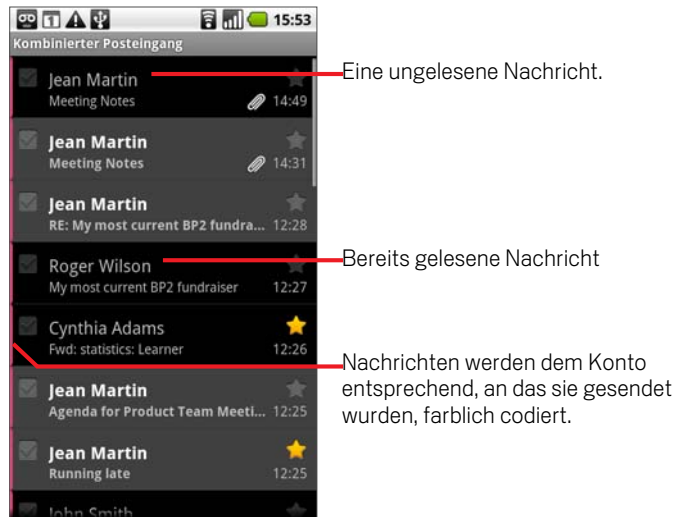 15:53
Kombinierter Posteingang
Jean Martin
Meeting Notes 14:49
Eine ungelesene Nachricht.
Jean Martin
Meeting Notes 14:31
Jean Martin
RE: My most current BP2 fundra... 12:28
Roger Wilson
My most current BP2 fundraiser 12:27
Bereits gelesene Nachricht
Cynthia Adams
Fwd: statistics: Learner 12:26
Nachrichten werden dem Konto
entsprechend, an das sie gesendet
wurden, farblich codiert.
Jean Martin
Agenda for Product Team Meeti... 12:25
Jean Martin
Running late 12:25
John Smith